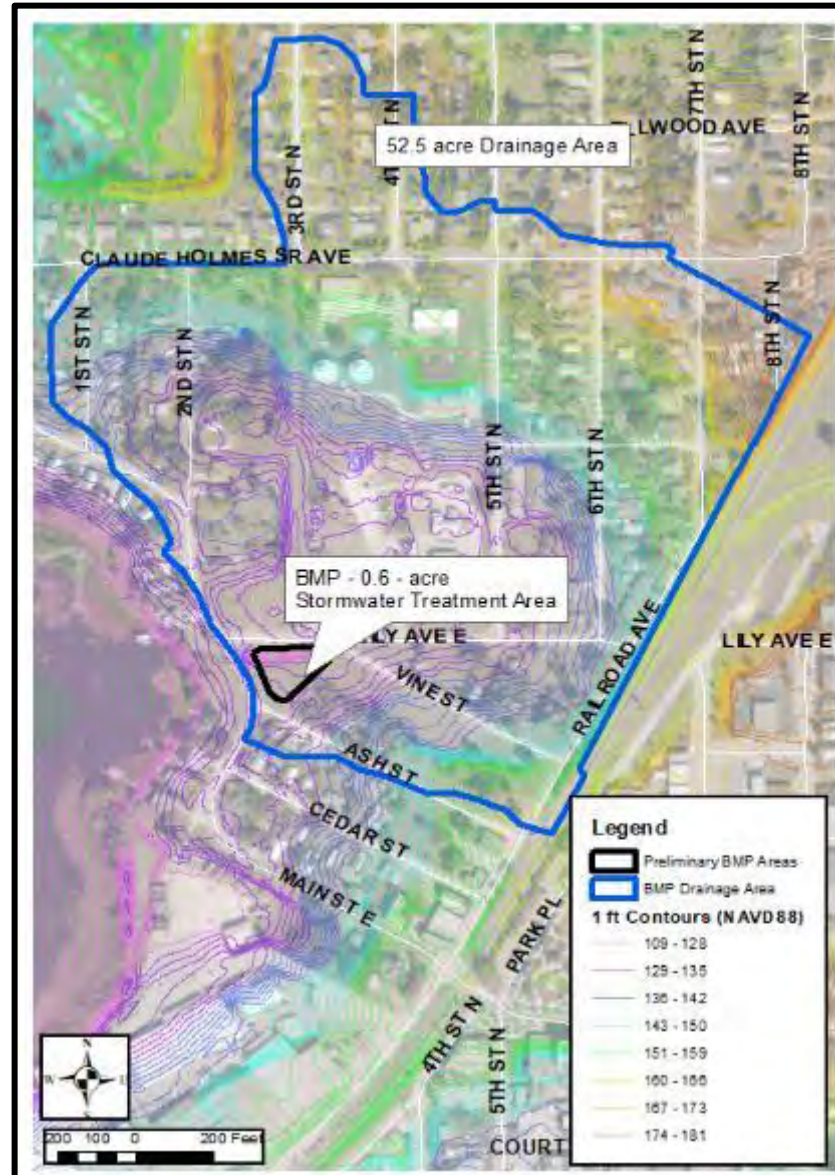 3RD ST N
7TH ST N
8TH ST N
52.5 acre Drainage Area
LLWOOD AVE
CLAUDE HOLMES SR AVE
1ST ST N
2ND ST N
5TH ST N
6TH ST N
8TH ST N
BMP - 0.6 - acre
Stormwater Treatment Area
LILY AVE E
VINE ST
RAILROAD AVE
LILY AVE E
ASH ST
CEDAR ST
MAIN ST E
PARK PL
4TH ST N
5TH ST N
COURT
Legend
Preliminary BMP Areas
BMP Drainage Area
1 ft Contours (NAVD88)
109 - 128
129 - 135
136 - 142
143 - 150
151 - 159
160 - 166
167 - 173
174 - 181
N
W
E
S
200 100 0 200 Feet